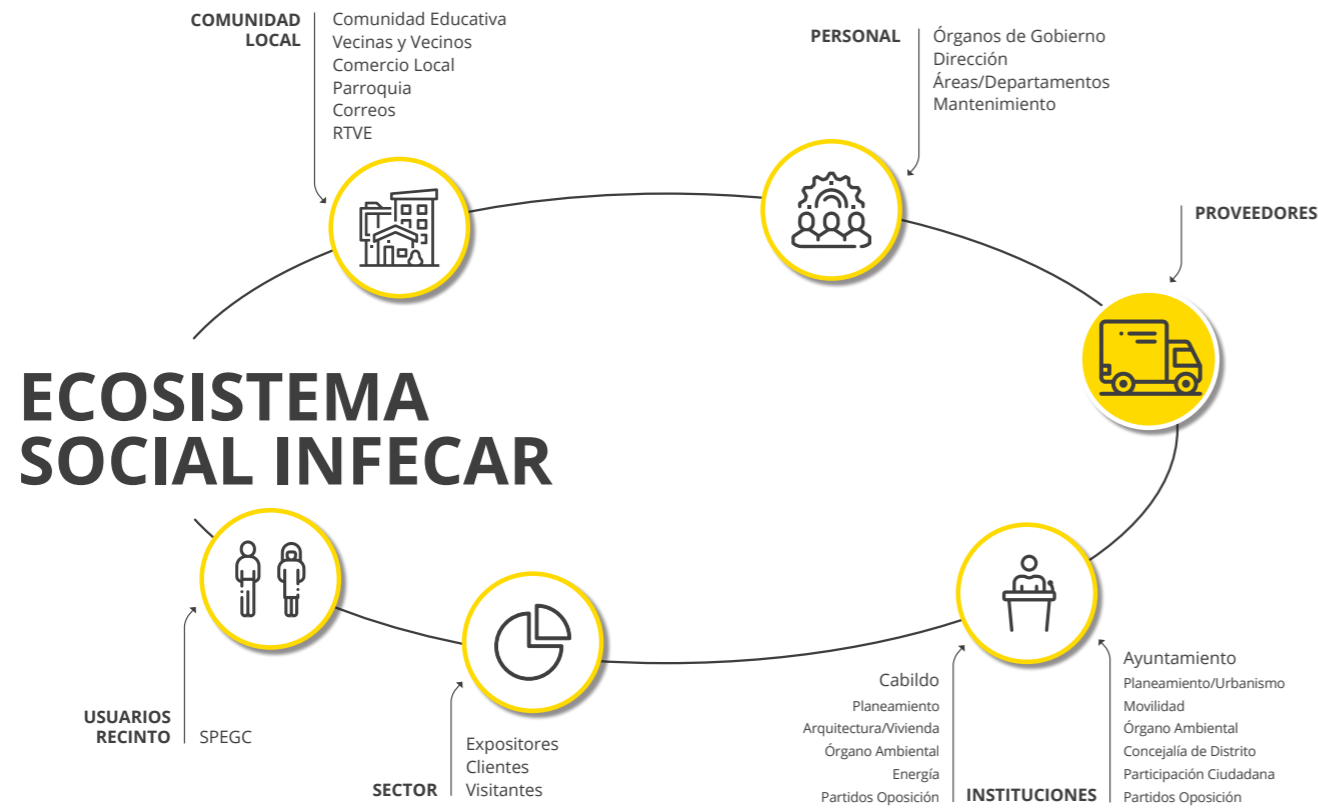 COMUNIDAD
LOCAL
Comunidad Educativa
Vecinas y Vecinos
Comercio Local
Parroquia
Correos
RTVE
PERSONAL
Órganos de Gobierno
Dirección
Áreas/Departamentos
Mantenimiento
PROVEEDORES
ECOSISTEMA
SOCIAL INFECAR
USUARIOS
RECINTO
SPEGC
SECTOR
Expositores
Clientes
Visitantes
Cabildo
Planeamiento
Arquitectura/Vivienda
Órgano Ambiental
Energía
Partidos Oposición
INSTITUCIONES
Ayuntamiento
Planeamiento/Urbanismo
Movilidad
Órgano Ambiental
Concejalía de Distrito
Participación Ciudadana
Partidos Oposición